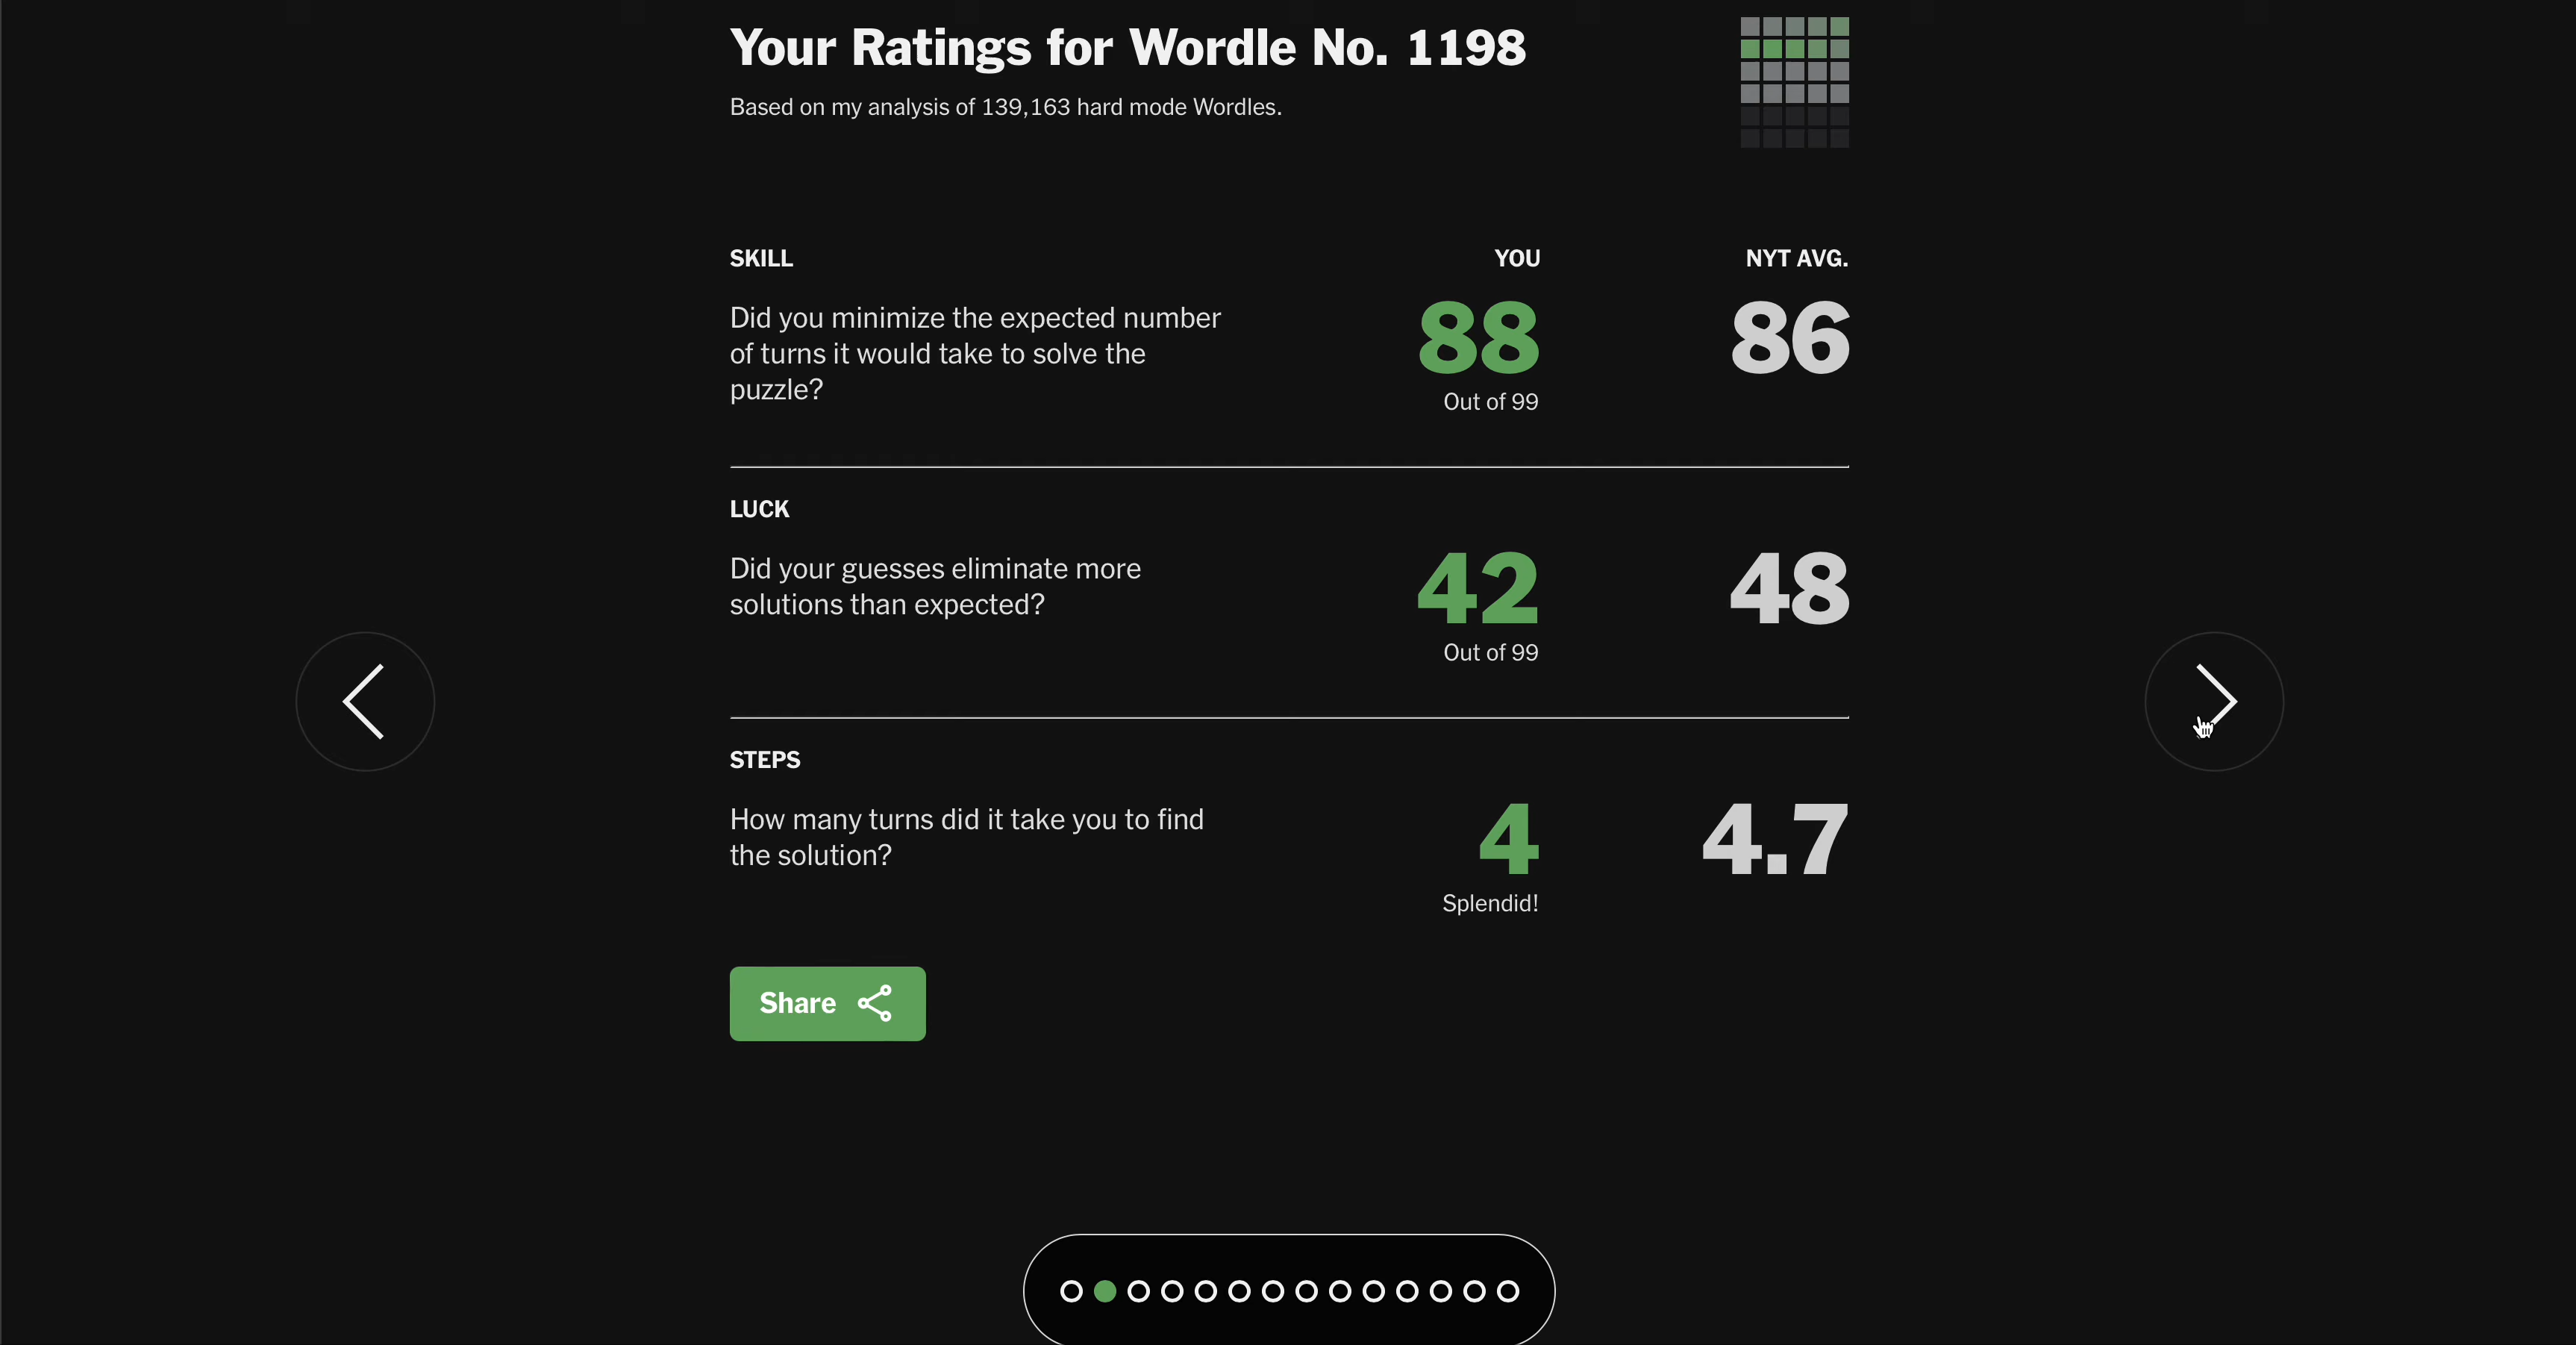 Your Ratings for Wordle No. 1198
Based on my analysis of 139,163 hard mode Wordles.
SKILL YOU NYT AVG.
Did you minimize the expected number
of turns it would take to solve the
puzzle?
88 86
Out of 99
LUCK
Did your guesses eliminate more
solutions than expected?
42 48
Out of 99
STEPS
How many turns did it take you to find
the solution?
4 4.7
Splendid!
Share